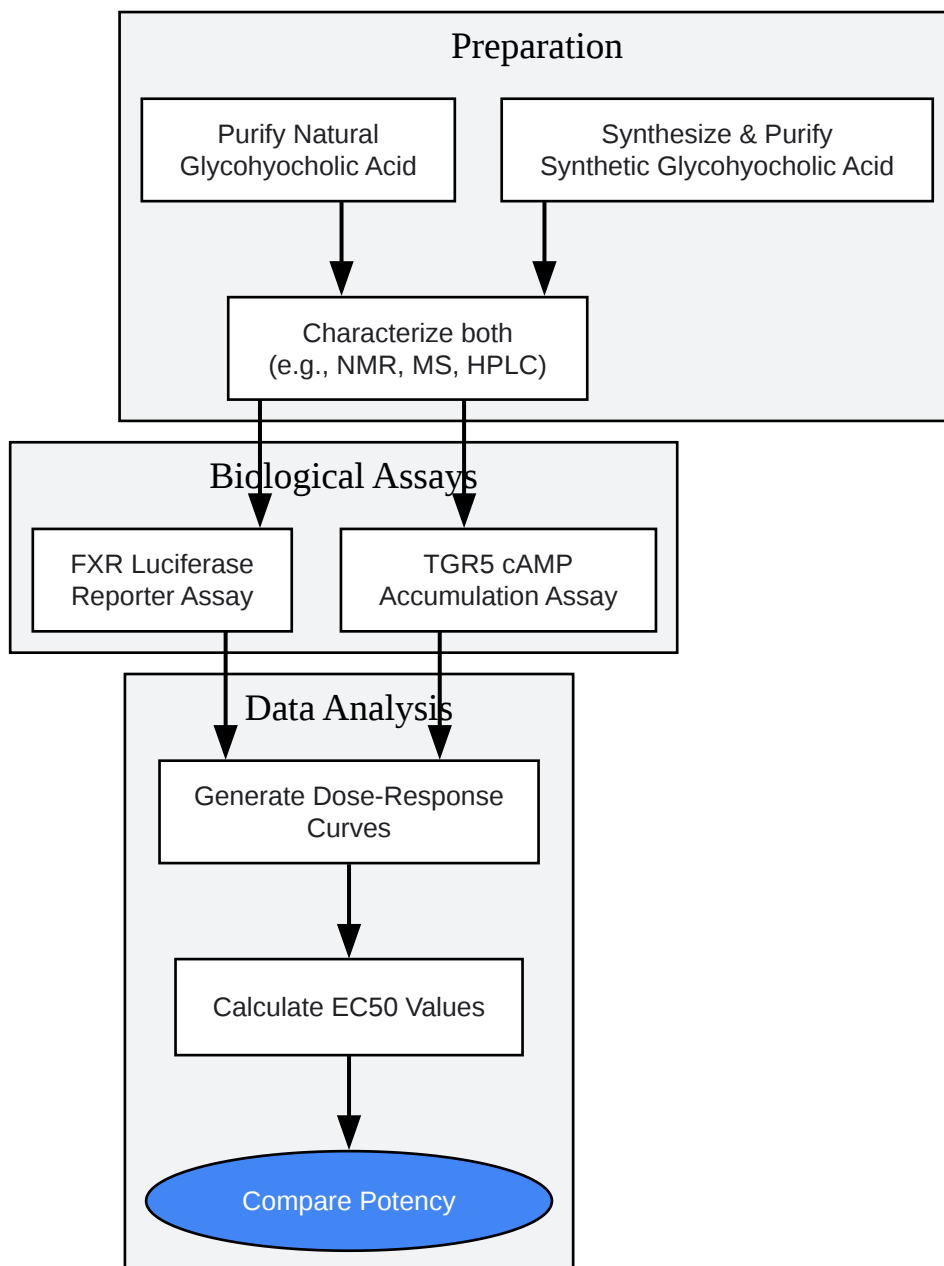 Preparation
Purify Natural
Glycohyocholic Acid
Synthesize & Purify
Synthetic Glycohyocholic Acid
Characterize both
(e.g., NMR, MS, HPLC)
Biological Assays
FXR Luciferase
Reporter Assay
TGR5 cAMP
Accumulation Assay
Data Analysis
Generate Dose-Response
Curves
Calculate EC50 Values
Compare Potency